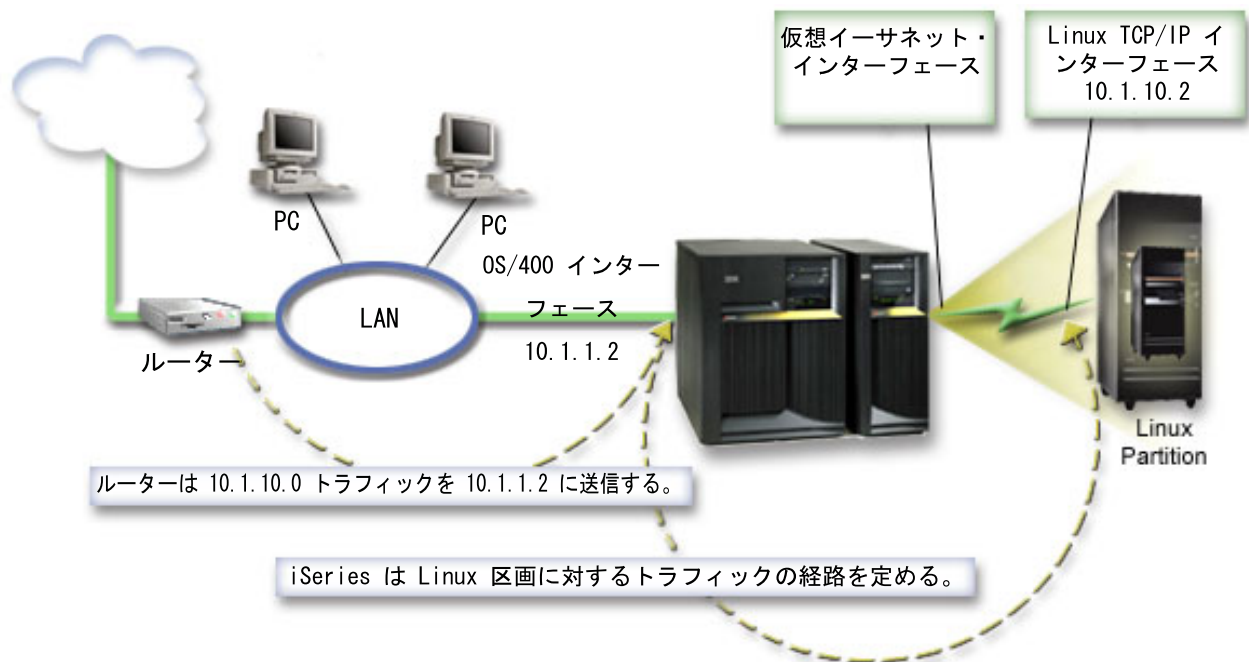 仮想イーサネット・
インターフェース
Linux TCP/IP イ
ンターフェース
10.1.10.2
PC
PC
OS/400 インター
フェース
10.1.1.2
LAN
ルーター
Linux
Partition
ルーターは 10.1.10.0 トラフィックを 10.1.1.2 に送信する。
iSeries は Linux 区画に対するトラフィックの経路を定める。